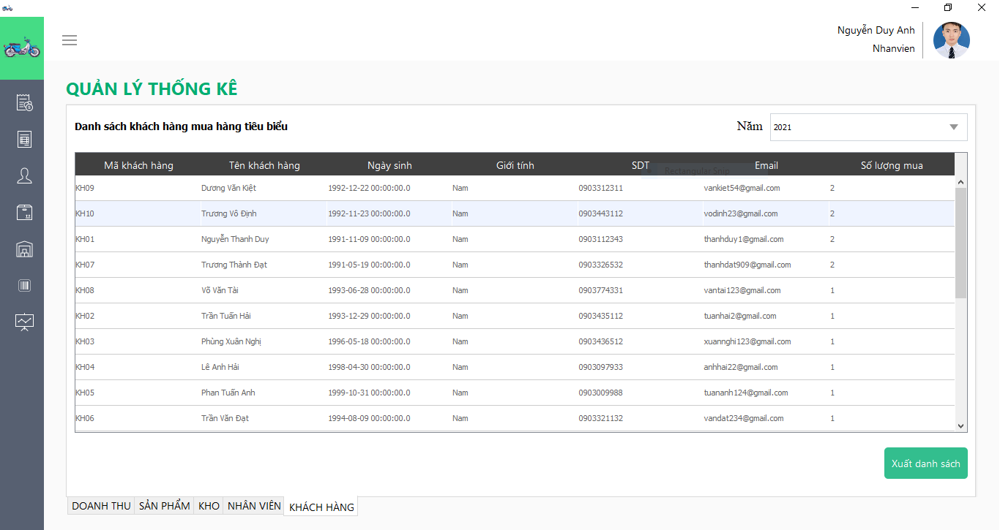 Nguyễn Duy Anh
Nhanvien
QUẢN LÝ THỐNG KÊ
Danh sách khách hàng mua hàng tiêu biểu Năm 2021
Mã khách hàng Tên khách hàng Ngày sinh Giới tính SDT Email Số lượng mua
Rectangular Snip
KH09 Dương Văn Kiệt 1992-12-22 00:00:00.0 Nam 0903312311 vankiet54@gmail.com 2
KH10 Trương Vô Định 1992-11-23 00:00:00.0 Nam 0903443112 vodinh23@gmail.com 2
KH01 Nguyễn Thanh Duy 1991-11-09 00:00:00.0 Nam 0903112343 thanhduy1@gmail.com 2
KH07 Trương Thành Đạt 1991-05-19 00:00:00.0 Nam 0903326532 thanhdat909@gmail.com 2
KH08 Võ Văn Tài 1993-06-28 00:00:00.0 Nam 0903774331 vantai123@gmail.com 1
KH02 Trần Tuấn Hải 1993-12-29 00:00:00.0 Nam 0903435112 tuanhai2@gmail.com 1
KH03 Phùng Xuân Nghị 1996-05-18 00:00:00.0 Nam 0903436512 xuannghi123@gmail.com 1
KH04 Lê Anh Hải 1998-04-30 00:00:00.0 Nam 0903097933 anhhai22@gmail.com 1
KH05 Phan Tuấn Anh 1999-10-31 00:00:00.0 Nam 0903009988 tuananh124@gmail.com 1
KH06 Trần Văn Đạt 1994-08-09 00:00:00.0 Nam 0903321132 vandat234@gmail.com 1
Xuất danh sách
DOANH THU SẢN PHẨM KHO NHÂN VIÊN KHÁCH HÀNG